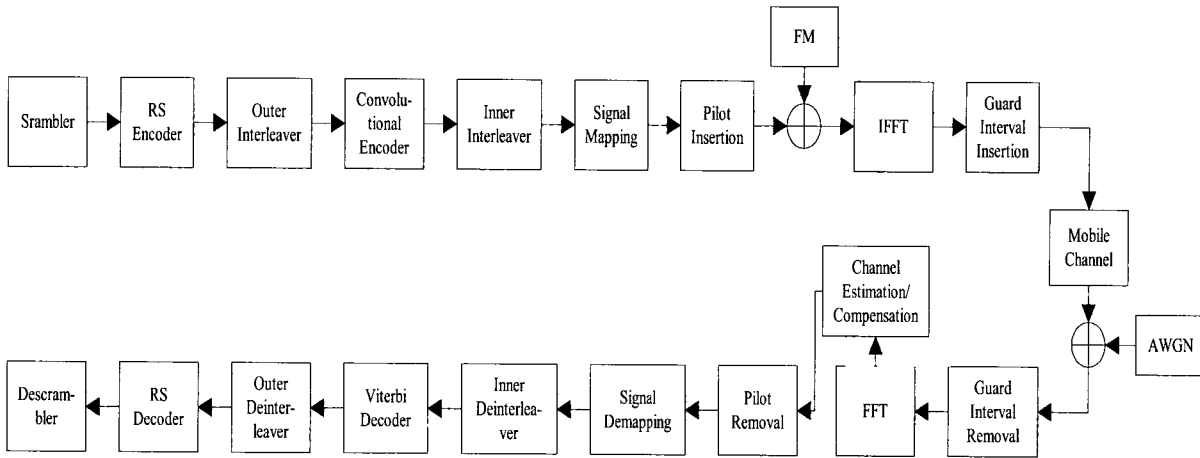 FM
Srambler
RS
Encoder
Outer
Interleaver
Convolu-
tional
Encoder
Inner
Interleaver
Signal
Mapping
Pilot
Insertion
IFFT
Guard
Interval
Insertion
Mobile
Channel
AWGN
Channel
Estimation/
Compensation
Descram-
bler
RS
Decoder
Outer
Deinter-
leaver
Viterbi
Decoder
Inner
Deinterlea-
ver
Signal
Demapping
Pilot
Removal
FFT
Guard
Interval
Removal